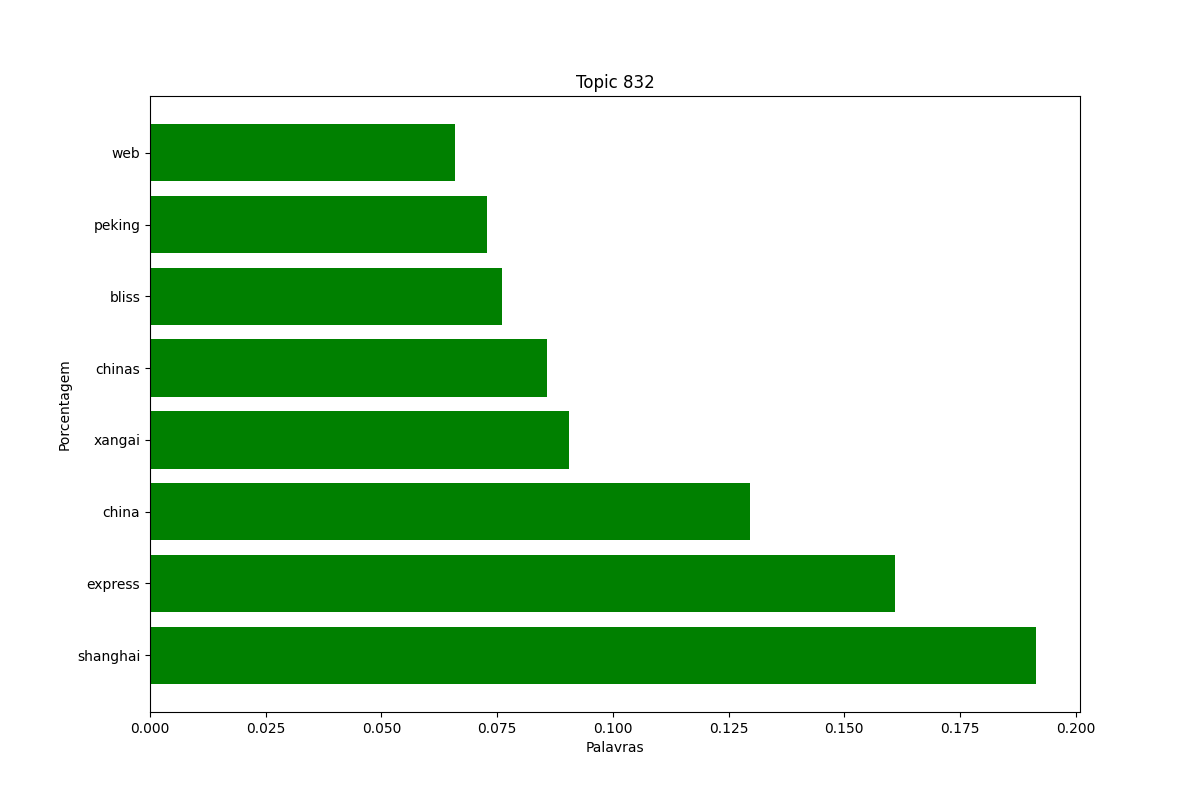 Topic 832
web
peking
bliss
chinas
xangai
china
express
shanghai
Porcentagem
0.000 0.025 0.050 0.075 0.100 0.125 0.150 0.175 0.200
Palavras